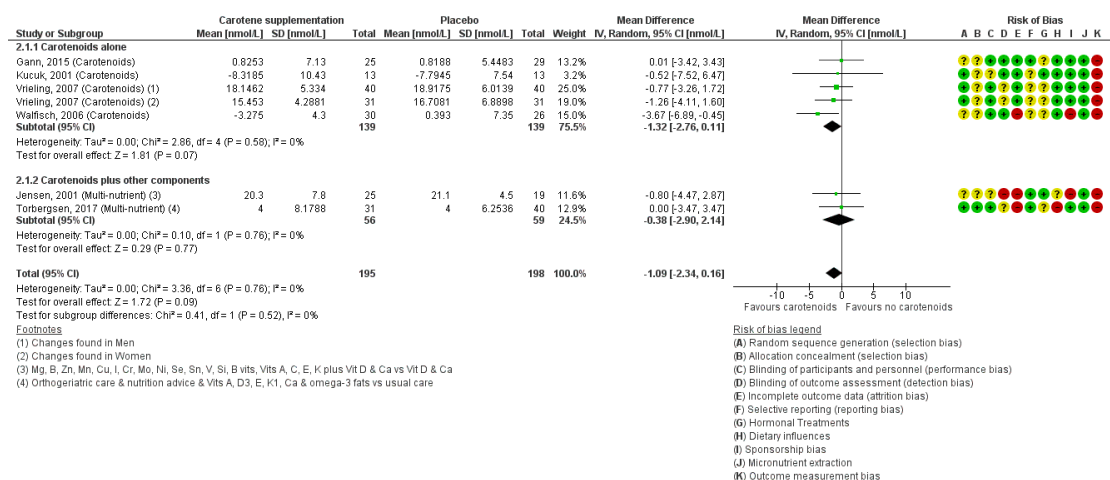 Carotene supplementation Placebo Mean Difference Mean Difference Risk of Bias
Study or Subgroup Mean [nmol/L] SD [nmol/L] Total Mean [nmol/L] SD [nmol/L] Total Weight IV, Random, 95% CI [nmol/L] IV, Random, 95% CI [nmol/L] A B C D E F G H I J K
2.1.1 Carotenoids alone
Gann, 2015 (Carotenoids) 0.8253 7.13 25 0.8188 5.4483 29 13.2% 0.01 [-3.42, 3.43] ? ? + + + ? ? + + + -
Kucuk, 2001 (Carotenoids) -8.3185 10.43 13 -7.7945 7.54 13 3.2% -0.52 [-7.52, 6.47]
Vrieling, 2007 (Carotenoids) (1) 18.1462 5.334 40 18.9175 6.0139 40 24.9% -0.77 [-3.26, 1.72]
Vrieling, 2007 (Carotenoids) (2) 15.453 4.2881 31 16.7081 6.8898 31 19.0% -1.26 [-4.11, 1.60]
Walfisch, 2006 (Carotenoids) -3.275 4.3 30 0.393 7.35 26 15.2% -3.67 [-6.89, -0.45]
Subtotal (95% CI) 139 139 75.5% -1.32 [-2.76, 0.11]
Heterogeneity: Tau² = 0.00; Chi² = 2.86, df = 4 (P = 0.58); I² = 0%
Test for overall effect: Z = 1.81 (P = 0.07)
2.1.2 Carotenoids plus other components
Jensen, 2001 (Multi-nutrient) (3) 20.3 7.8 25 21.1 4.5 19 11.6% -0.80 [-4.47, 2.87]
Torbergsen, 2017 (Multi-nutrient) (4) 4 8.1788 31 4 6.2536 40 12.9% 0.00 [-3.47, 3.47]
Subtotal (95% CI) 56 59 24.5% -0.38 [-2.90, 2.14]
Heterogeneity: Tau² = 0.00; Chi² = 0.10, df = 1 (P = 0.76); I² = 0%
Test for overall effect: Z = 0.29 (P = 0.77)
Total (95% CI) 195 198 100.0% -1.09 [-2.34, 0.16]
Heterogeneity: Tau² = 0.00; Chi² = 3.36, df = 6 (P = 0.76); I² = 0%
Test for overall effect: Z = 1.72 (P = 0.09)
Test for subgroup differences: Chi² = 0.41, df = 1 (P = 0.52), I² = 0%
-10 -5 0 5 10
Favours carotenoids Favours no carotenoids
Footnotes
(1) Changes found in Men
(2) Changes found in Women
(3) Mg, B, Zn, Mn, Cu, I, Cr, Mo, Ni, Se, Sn, V, Si, B vits, Vits A, C, E, K plus Vit D & Ca vs Vit D & Ca
(4) Orthogeriatric care & nutrition advice & Vits A, D3, E, K1, Ca & omega-3 fats vs usual care
Risk of bias legend
(A) Random sequence generation (selection bias)
(B) Allocation concealment (selection bias)
(C) Blinding of participants and personnel (performance bias)
(D) Blinding of outcome assessment (detection bias)
(E) Incomplete outcome data (attrition bias)
(F) Selective reporting (reporting bias)
(G) Hormonal Treatments
(H) Dietary influences
(I) Sponsorship bias
(J) Micronutrient extraction
(K) Outcome measurement bias